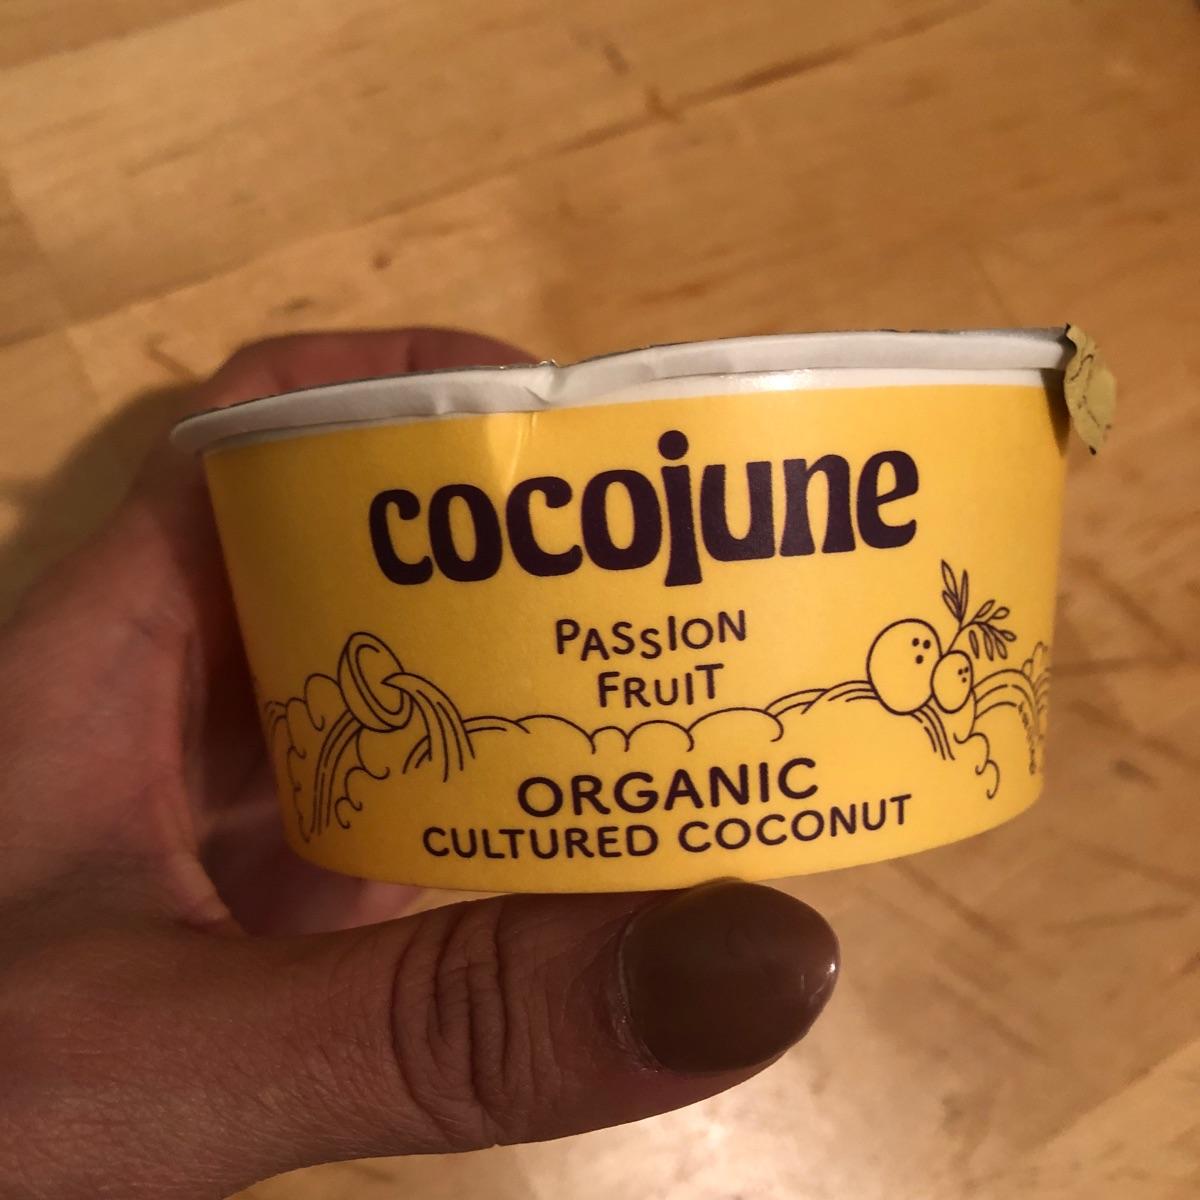 cocojune
PASSION
FRUIT
ORGANIC
CULTURED COCONUT